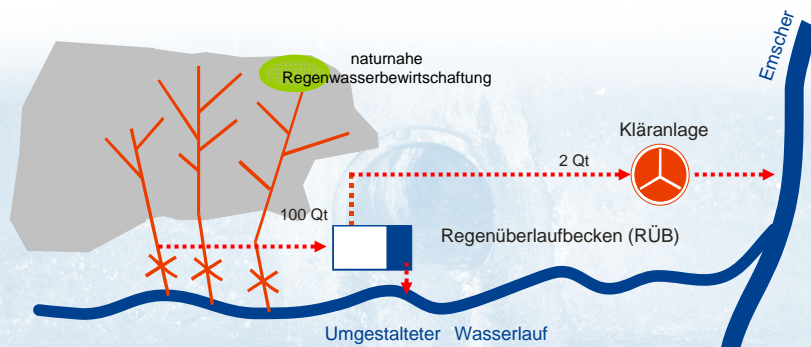 naturnahe
Regenwasserbewirtschaftung
Emscher
Kläranlage
2 Qt
100 Qt
Regenüberlaufbecken (RÜB)
Umgestalteter Wasserlauf